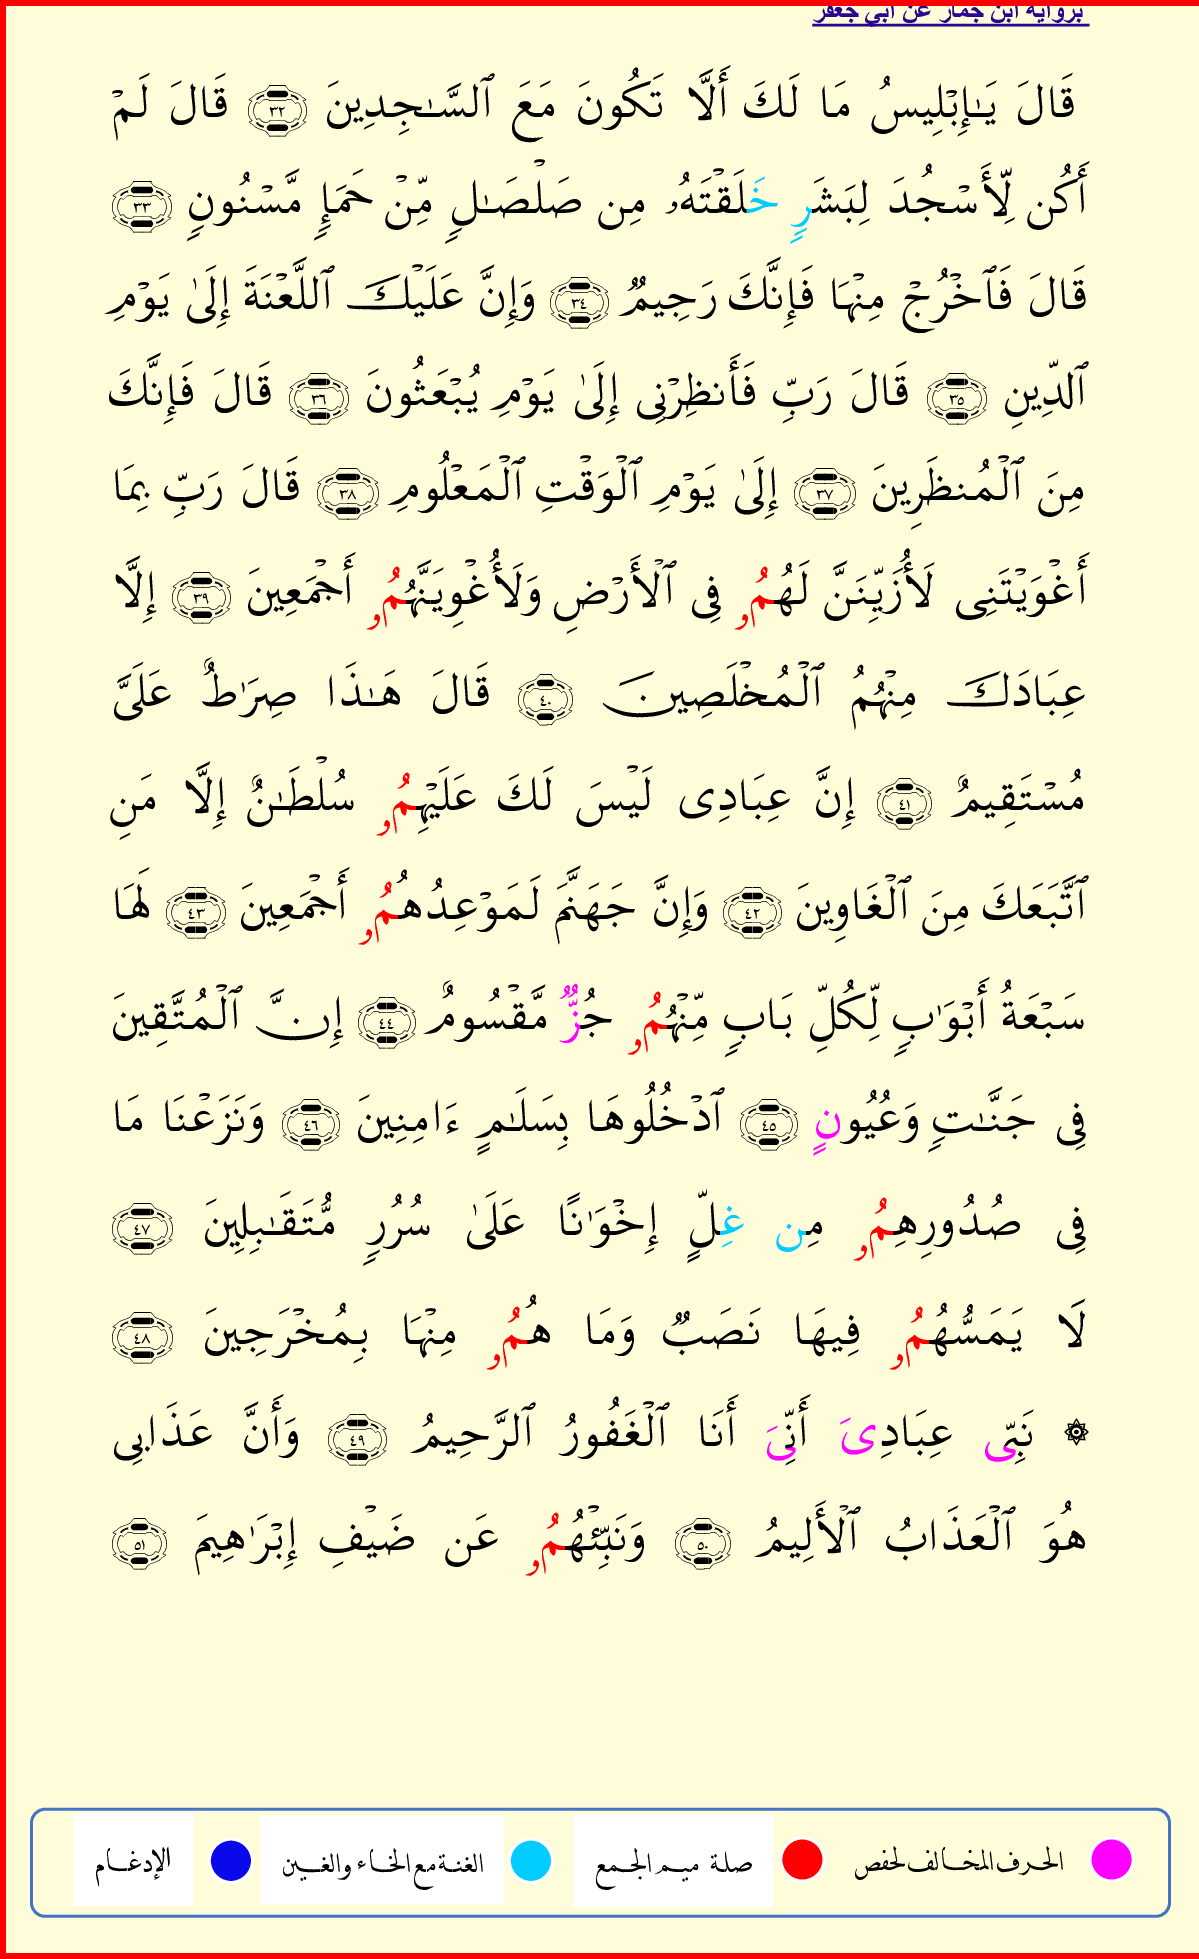 برواية ابن جماز عن أبي جعفر
قَالَ يَـٰٓإِبْلِيسُ مَا لَكَ أَلَّا تَكُونَ مَعَ ٱلسَّـٰجِدِينَ ٣٢ قَالَ لَمْ
أَكُن لِّأَسْجُدَ لِبَشَرٍ خَلَقْتَهُۥ مِن صَلْصَـٰلٍ مِّنْ حَمَإٍ مَّسْنُونٍ ٣٣
قَالَ فَٱخْرُجْ مِنْهَا فَإِنَّكَ رَجِيمٌ ٣٤ وَإِنَّ عَلَيْكَ ٱللَّعْنَةَ إِلَىٰ يَوْمِ
ٱلدِّينِ ٣٥ قَالَ رَبِّ فَأَنظِرْنِى إِلَىٰ يَوْمِ يُبْعَثُونَ ٣٦ قَالَ فَإِنَّكَ
مِنَ ٱلْمُنظَرِينَ ٣٧ إِلَىٰ يَوْمِ ٱلْوَقْتِ ٱلْمَعْلُومِ ٣٨ قَالَ رَبِّ بِمَا
أَغْوَيْتَنِى لَأُزَيِّنَنَّ لَهُمُۥ فِى ٱلْأَرْضِ وَلَأُغْوِيَنَّهُمُۥ أَجْمَعِينَ ٣٩ إِلَّا
عِبَادَكَ مِنْهُمُ ٱلْمُخْلَصِينَ ٤٠ قَالَ هَـٰذَا صِرَٰطٌ عَلَىَّ
مُسْتَقِيمٌ ٤١ إِنَّ عِبَادِى لَيْسَ لَكَ عَلَيْهِمُۥ سُلْطَـٰنٌ إِلَّا مَنِ
ٱتَّبَعَكَ مِنَ ٱلْغَاوِينَ ٤٢ وَإِنَّ جَهَنَّمَ لَمَوْعِدُهُمُۥ أَجْمَعِينَ ٤٣ لَهَا
سَبْعَةُ أَبْوَٰبٍ لِّكُلِّ بَابٍ مِّنْهُمُۥ جُزٌّ مَّقْسُومٌ ٤٤ إِنَّ ٱلْمُتَّقِينَ
فِى جَنَّـٰتٍ وَعُيُونٍ ٤٥ ٱدْخُلُوهَا بِسَلَـٰمٍ ءَامِنِينَ ٤٦ وَنَزَعْنَا مَا
فِى صُدُورِهِمُۥ مِن غِلٍّ إِخْوَٰنًا عَلَىٰ سُرُرٍ مُّتَقَـٰبِلِينَ ٤٧
لَا يَمَسُّهُمُۥ فِيهَا نَصَبٌ وَمَا هُمُۥ مِنْهَا بِمُخْرَجِينَ ٤٨
۞ نَبِّى عِبَادِىَ أَنِّىَ أَنَا ٱلْغَفُورُ ٱلرَّحِيمُ ٤٩ وَأَنَّ عَذَابِى
هُوَ ٱلْعَذَابُ ٱلْأَلِيمُ ٥٠ وَنَبِّئْهُمُۥ عَن ضَيْفِ إِبْرَٰهِيمَ ٥١
الحرف المخالف لحفص صلة ميم الجمع الغنة مع الخاء والغين الإدغام